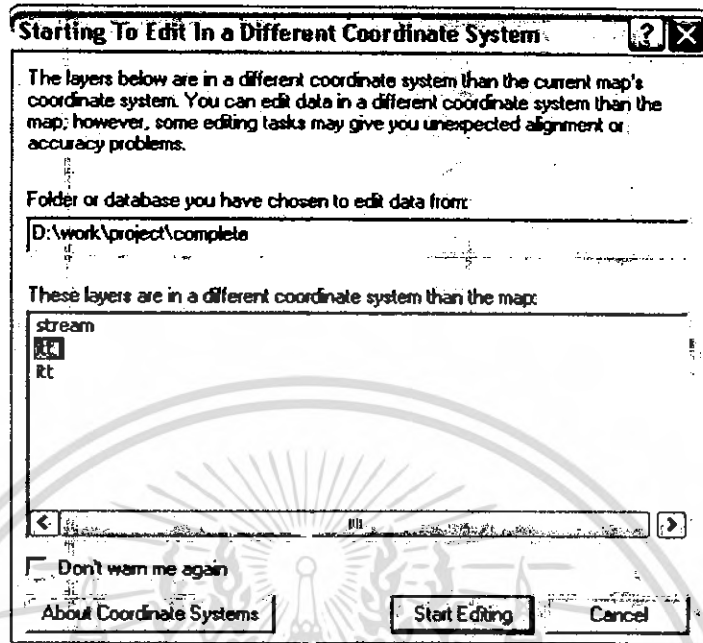 Starting To Edit In a Different Coordinate System
The layers below are in a different coordinate system than the current map's
coordinate system. You can edit data in a different coordinate system than the
map; however, some editing tasks may give you unexpected alignment or
accuracy problems.
Folder or database you have chosen to edit data from:
D:\work\project\complete
These layers are in a different coordinate system than the map:
stream
Don't warn me again
About Coordinate Systems
Start Editing
Cancel